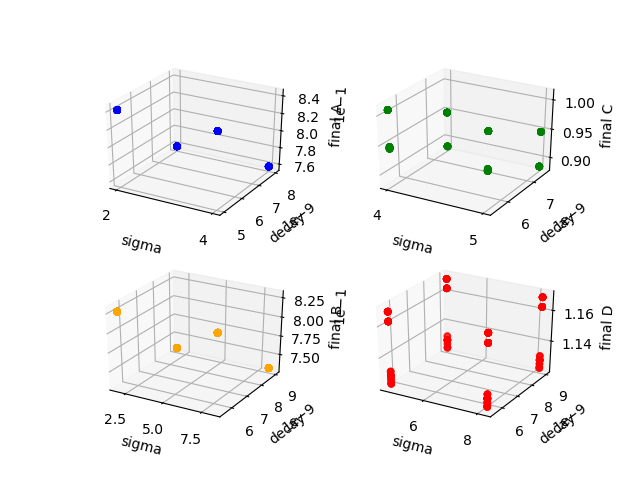 8.4
8.2
8.0
7.8
7.6
final A
1e−1
2
4
sigma
5
6
7
8
decay
1e−9
1.00
0.95
0.90
final C
4
5
sigma
6
7
decay
1e−9
8.25
8.00
7.75
7.50
final B
1e−1
2.5
5.0
7.5
sigma
6
7
8
9
decay
1e−9
1.16
1.14
final D
6
8
sigma
6
7
8
9
decay
1e−9